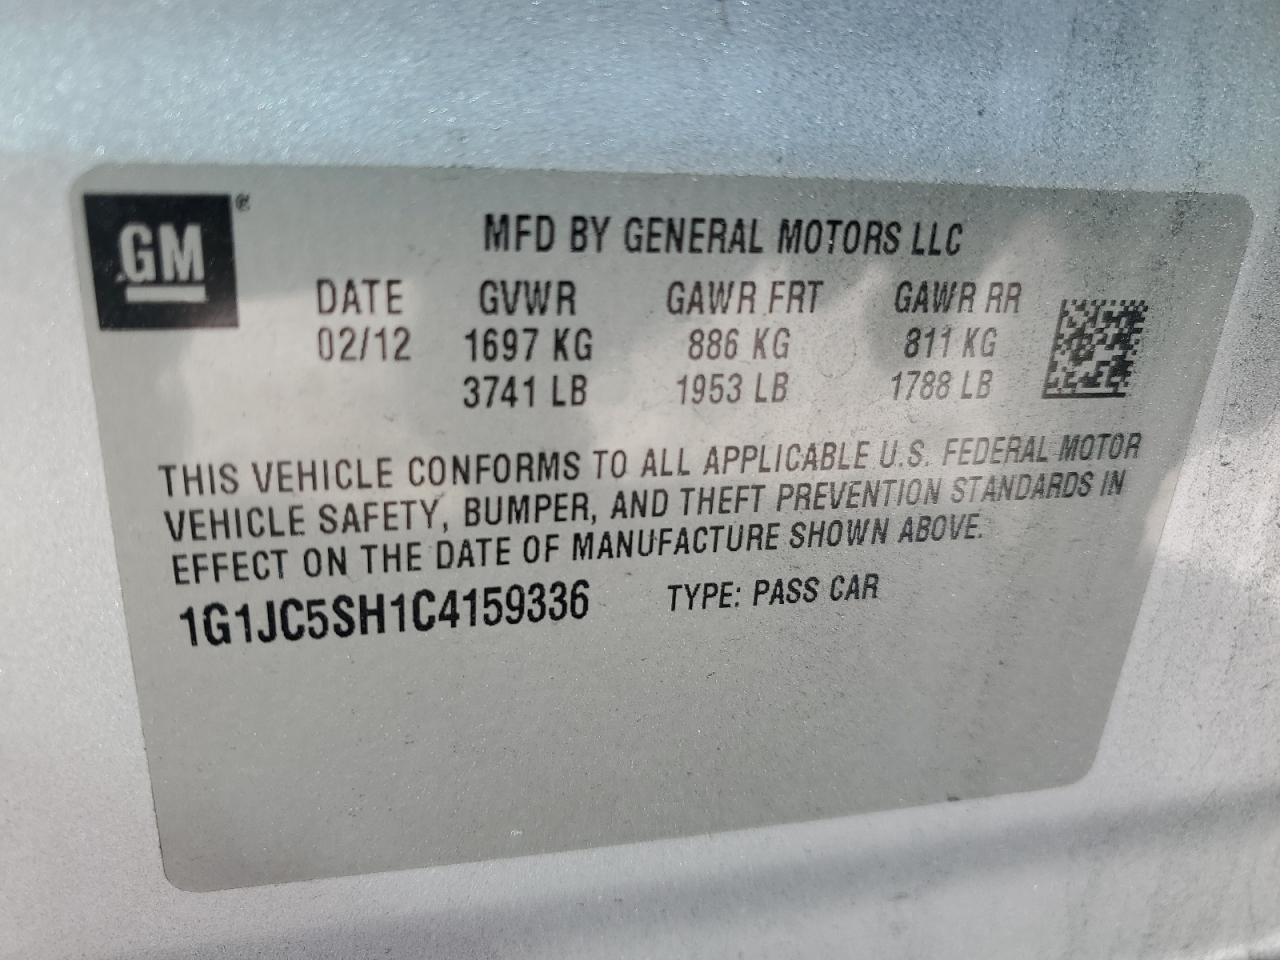 GM®
MFD BY GENERAL MOTORS LLC
DATE GVWR GAWR FRT GAWR RR
02/12 1697 KG 886 KG 811 KG
3741 LB 1953 LB 1788 LB
THIS VEHICLE CONFORMS TO ALL APPLICABLE U.S. FEDERAL MOTOR
VEHICLE SAFETY, BUMPER, AND THEFT PREVENTION STANDARDS IN
EFFECT ON THE DATE OF MANUFACTURE SHOWN ABOVE.
1G1JC5SH1C4159336 TYPE: PASS CAR